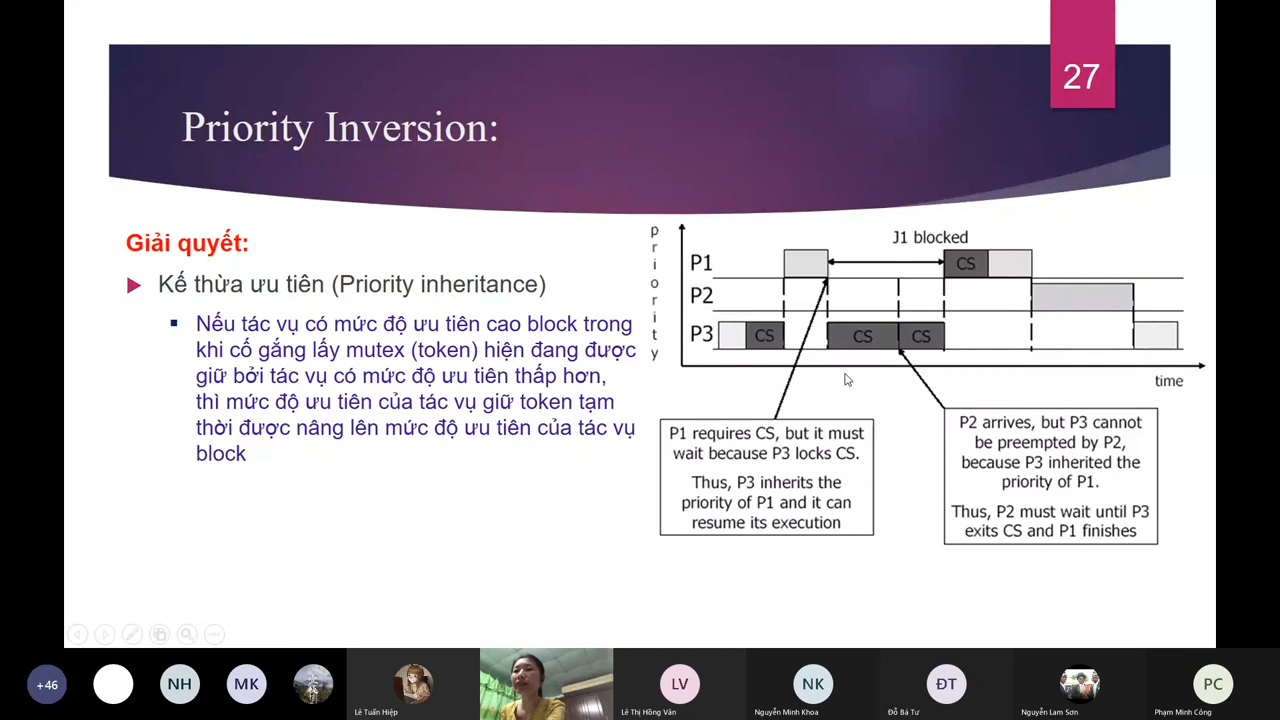 27
Priority Inversion:
Giải quyết:
Kế thừa ưu tiên (Priority inheritance)
Nếu tác vụ có mức độ ưu tiên cao block trong
khi cố gắng lấy mutex (token) hiện đang được
giữ bởi tác vụ có mức độ ưu tiên thấp hơn,
thì mức độ ưu tiên của tác vụ giữ token tạm
thời được nâng lên mức độ ưu tiên của tác vụ
block
priority
J1 blocked
P1
CS
P2
P3
CS
CS
CS
time
P1 requires CS, but it must
wait because P3 locks CS.
Thus, P3 inherits the
priority of P1 and it can
resume its execution
P2 arrives, but P3 cannot
be preempted by P2,
because P3 inherited the
priority of P1.
Thus, P2 must wait until P3
exits CS and P1 finishes
+46
NH
MK
Lê Tuấn Hiệp
LV
Lê Thị Hồng Vân
NK
Nguyễn Minh Khoa
ĐT
Đỗ Bá Tư
Nguyễn Lam Sơn
PC
Phạm Minh Công